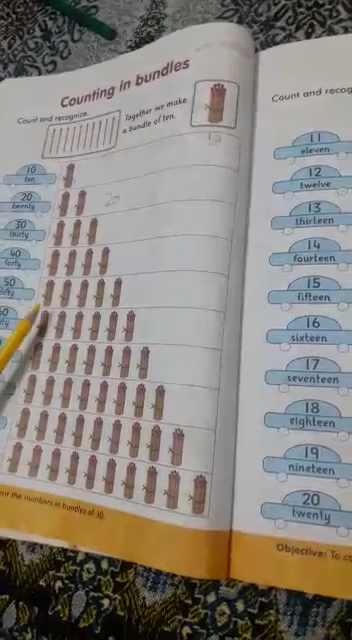 Counting in bundles
Count and recognize.
Together we make
a bundle of ten.
10
10
ten
20
twenty
20
30
thirty
40
forty
50
fifty
Count and recog
11
eleven
12
twelve
13
thirteen
14
fourteen
15
fifteen
16
sixteen
17
seventeen
18
eighteen
19
nineteen
20
twenty
the numbers in bundles of 10.
Objective: To co